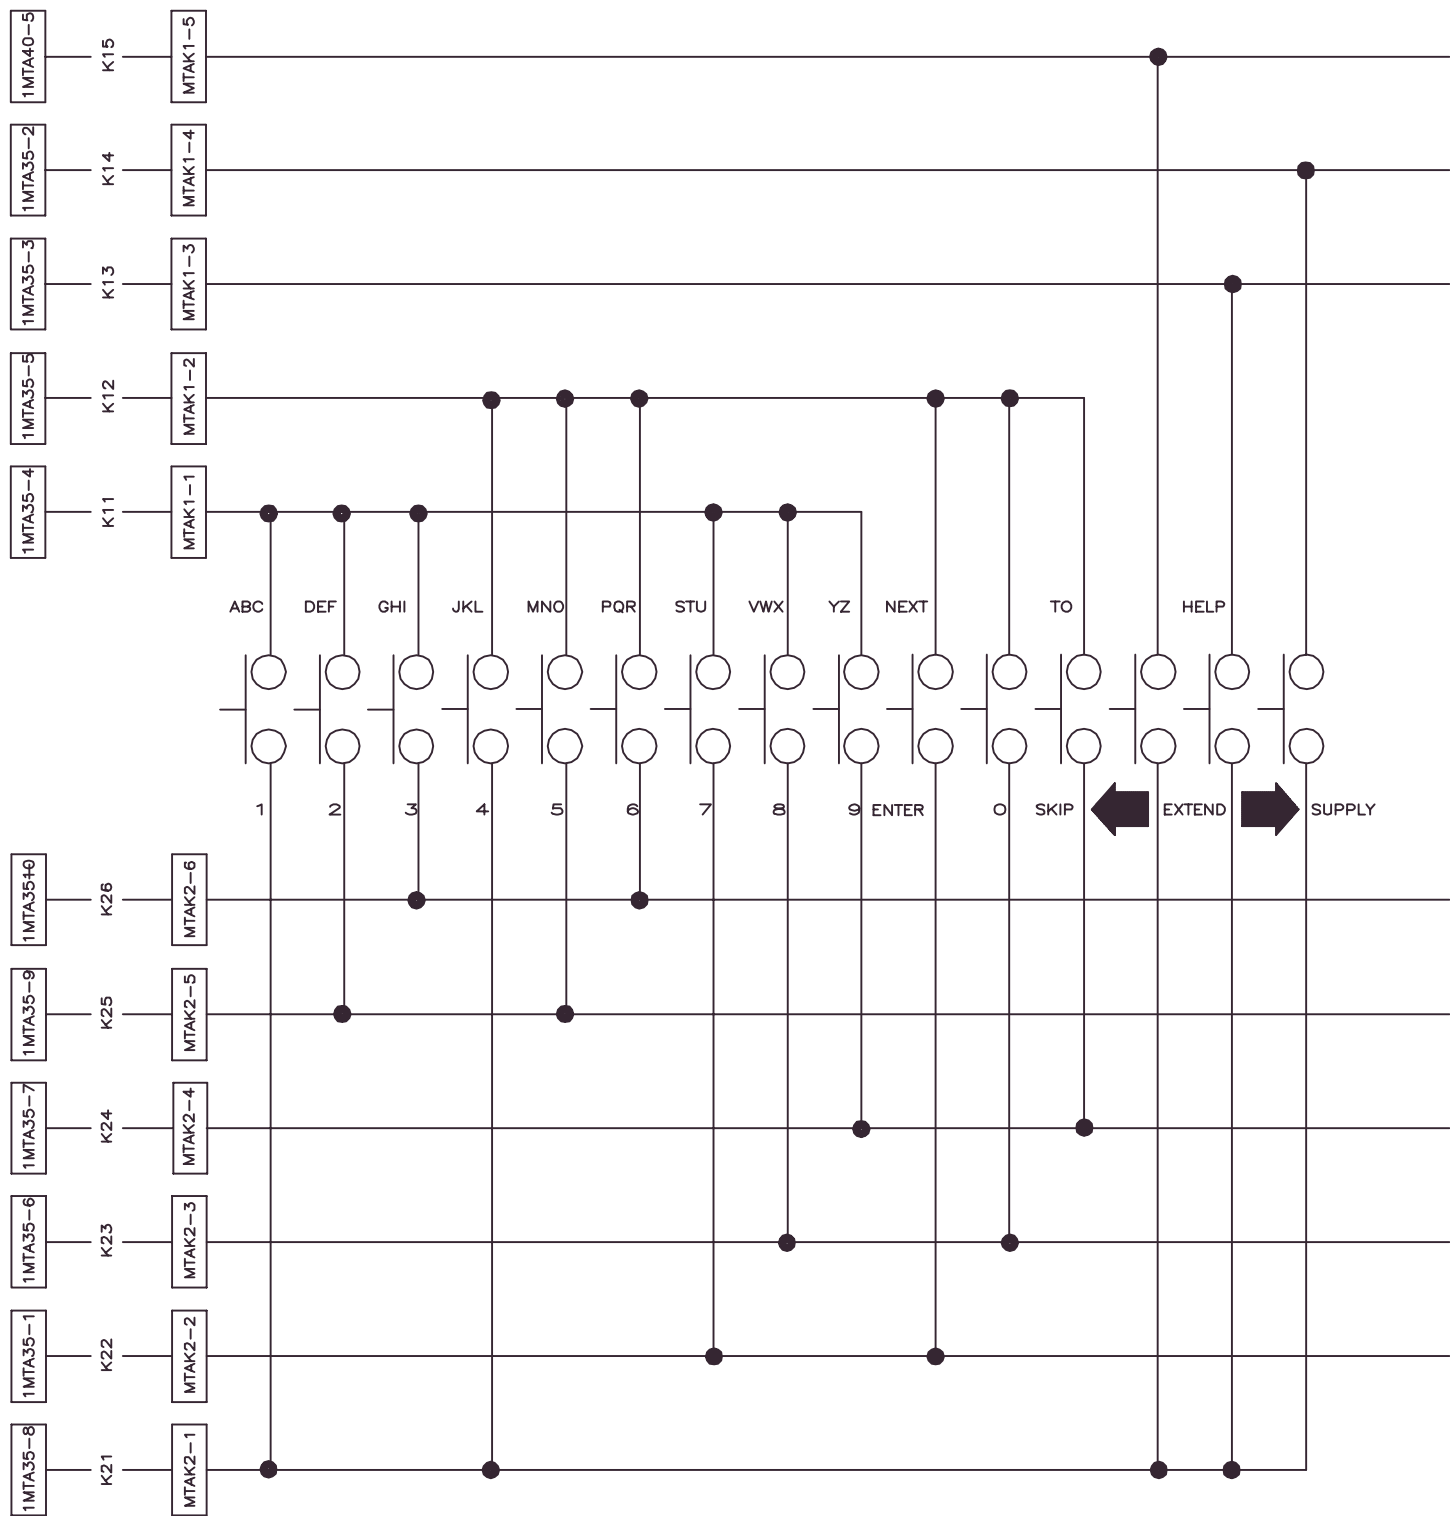 1MTA40-5 K15 MTAK1-5
1MTA35-2 K14 MTAK1-4
1MTA35-3 K13 MTAK1-3
1MTA35-5 K12 MTAK1-2
1MTA35-4 K11 MTAK1-1
ABC DEF GHI JKL MNO PQR STU VWX YZ NEXT TO HELP
1 2 3 4 5 6 7 8 9 ENTER 0 SKIP EXTEND SUPPLY
1MTA35-10 K26 MTAK2-6
1MTA35-9 K25 MTAK2-5
1MTA35-7 K24 MTAK2-4
1MTA35-6 K23 MTAK2-3
1MTA35-1 K22 MTAK2-2
1MTA35-8 K21 MTAK2-1